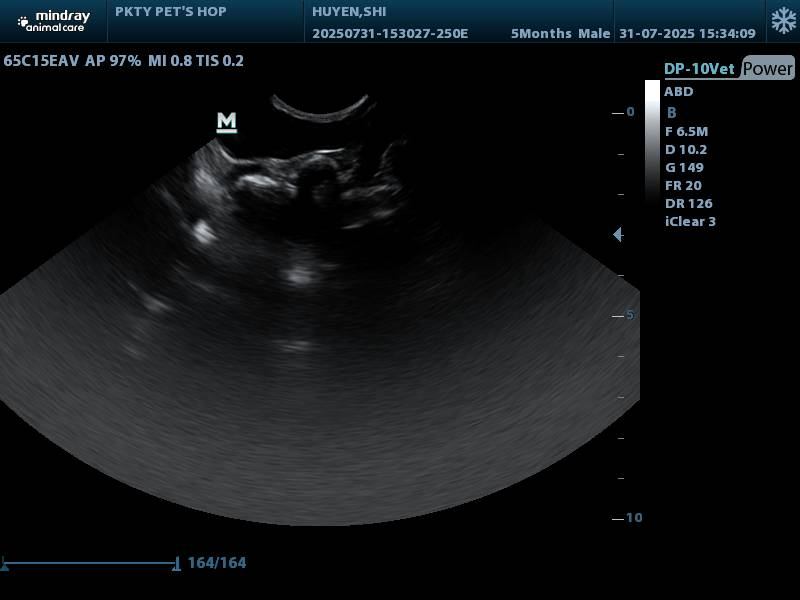 mindray
animal care
PKTY PET'S HOP
HUYEN,SHI
20250731-153027-250E
5Months Male
31-07-2025 15:34:09
65C15EAV AP 97% MI 0.8 TIS 0.2
DP-10Vet
Power
M
ABD
B
F 6.5M
D 10.2
G 149
FR 20
DR 126
iClear 3
0
5
10
164/164